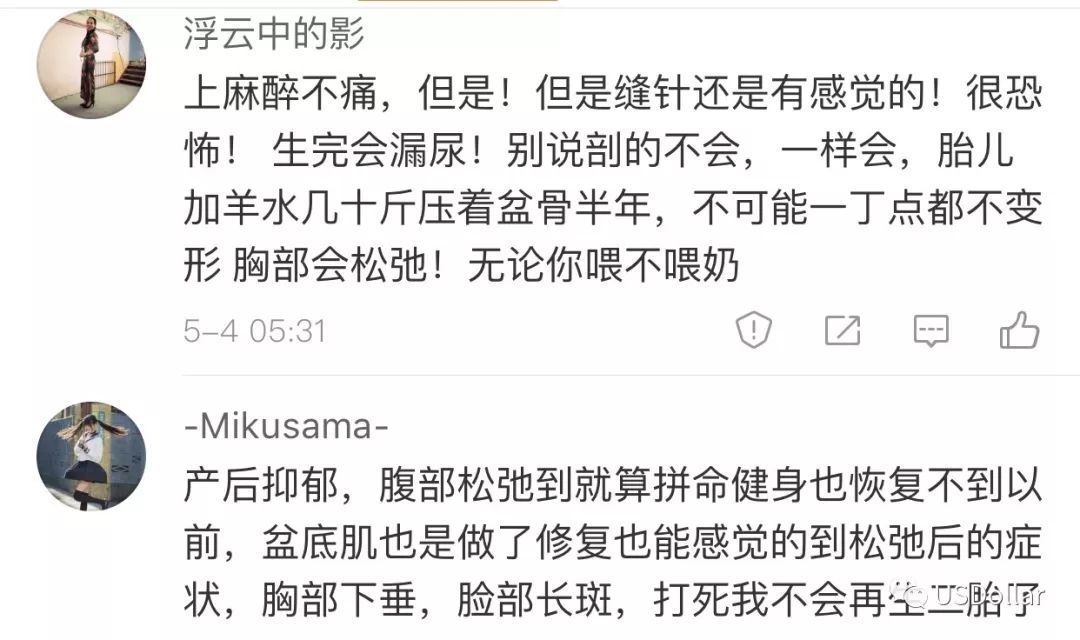 浮云中的影
上麻醉不痛，但是！但是缝针还是有感觉的！很恐
怖！ 生完会漏尿！别说剖的不会，一样会，胎儿
加羊水几十斤压着盆骨半年，不可能一丁点都不变
形 胸部会松弛！无论你喂不喂奶
5-4 05:31
-Mikusama-
产后抑郁，腹部松弛到就算拼命健身也恢复不到以
前，盆底肌也是做了修复也能感觉的到松弛后的症
状，胸部下垂，脸部长斑，打死我不会再生二胎了
USDollar